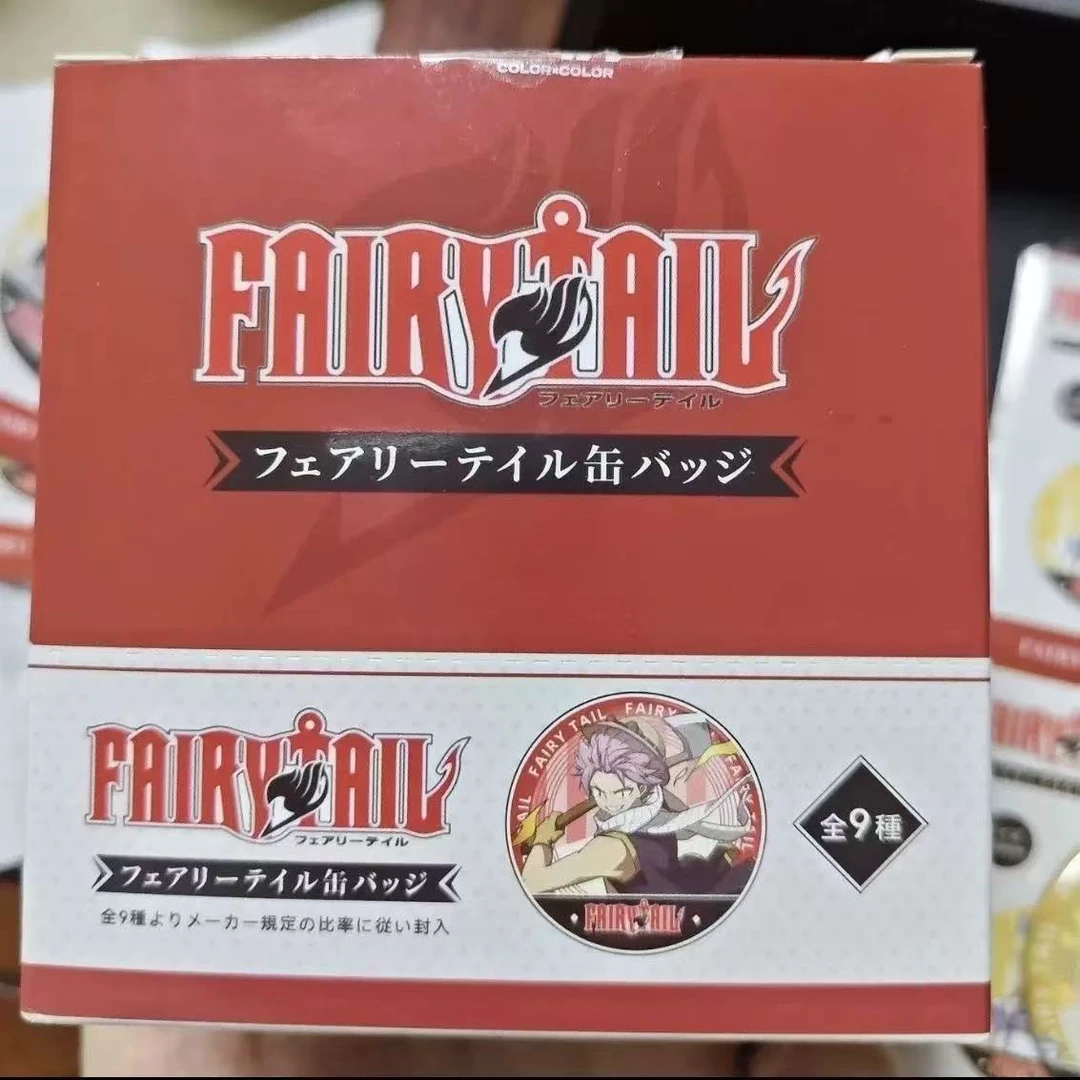 COLOR×COLOR
FAIRY TAIL
フェアリーテイル
フェアリーテイル缶バッジ
FAIRY TAIL
フェアリーテイル
フェアリーテイル缶バッジ
全9種よりメーカー規定の比率に従い封入
FAIRY TAIL FAIRY
FAIRY TAIL
全9種